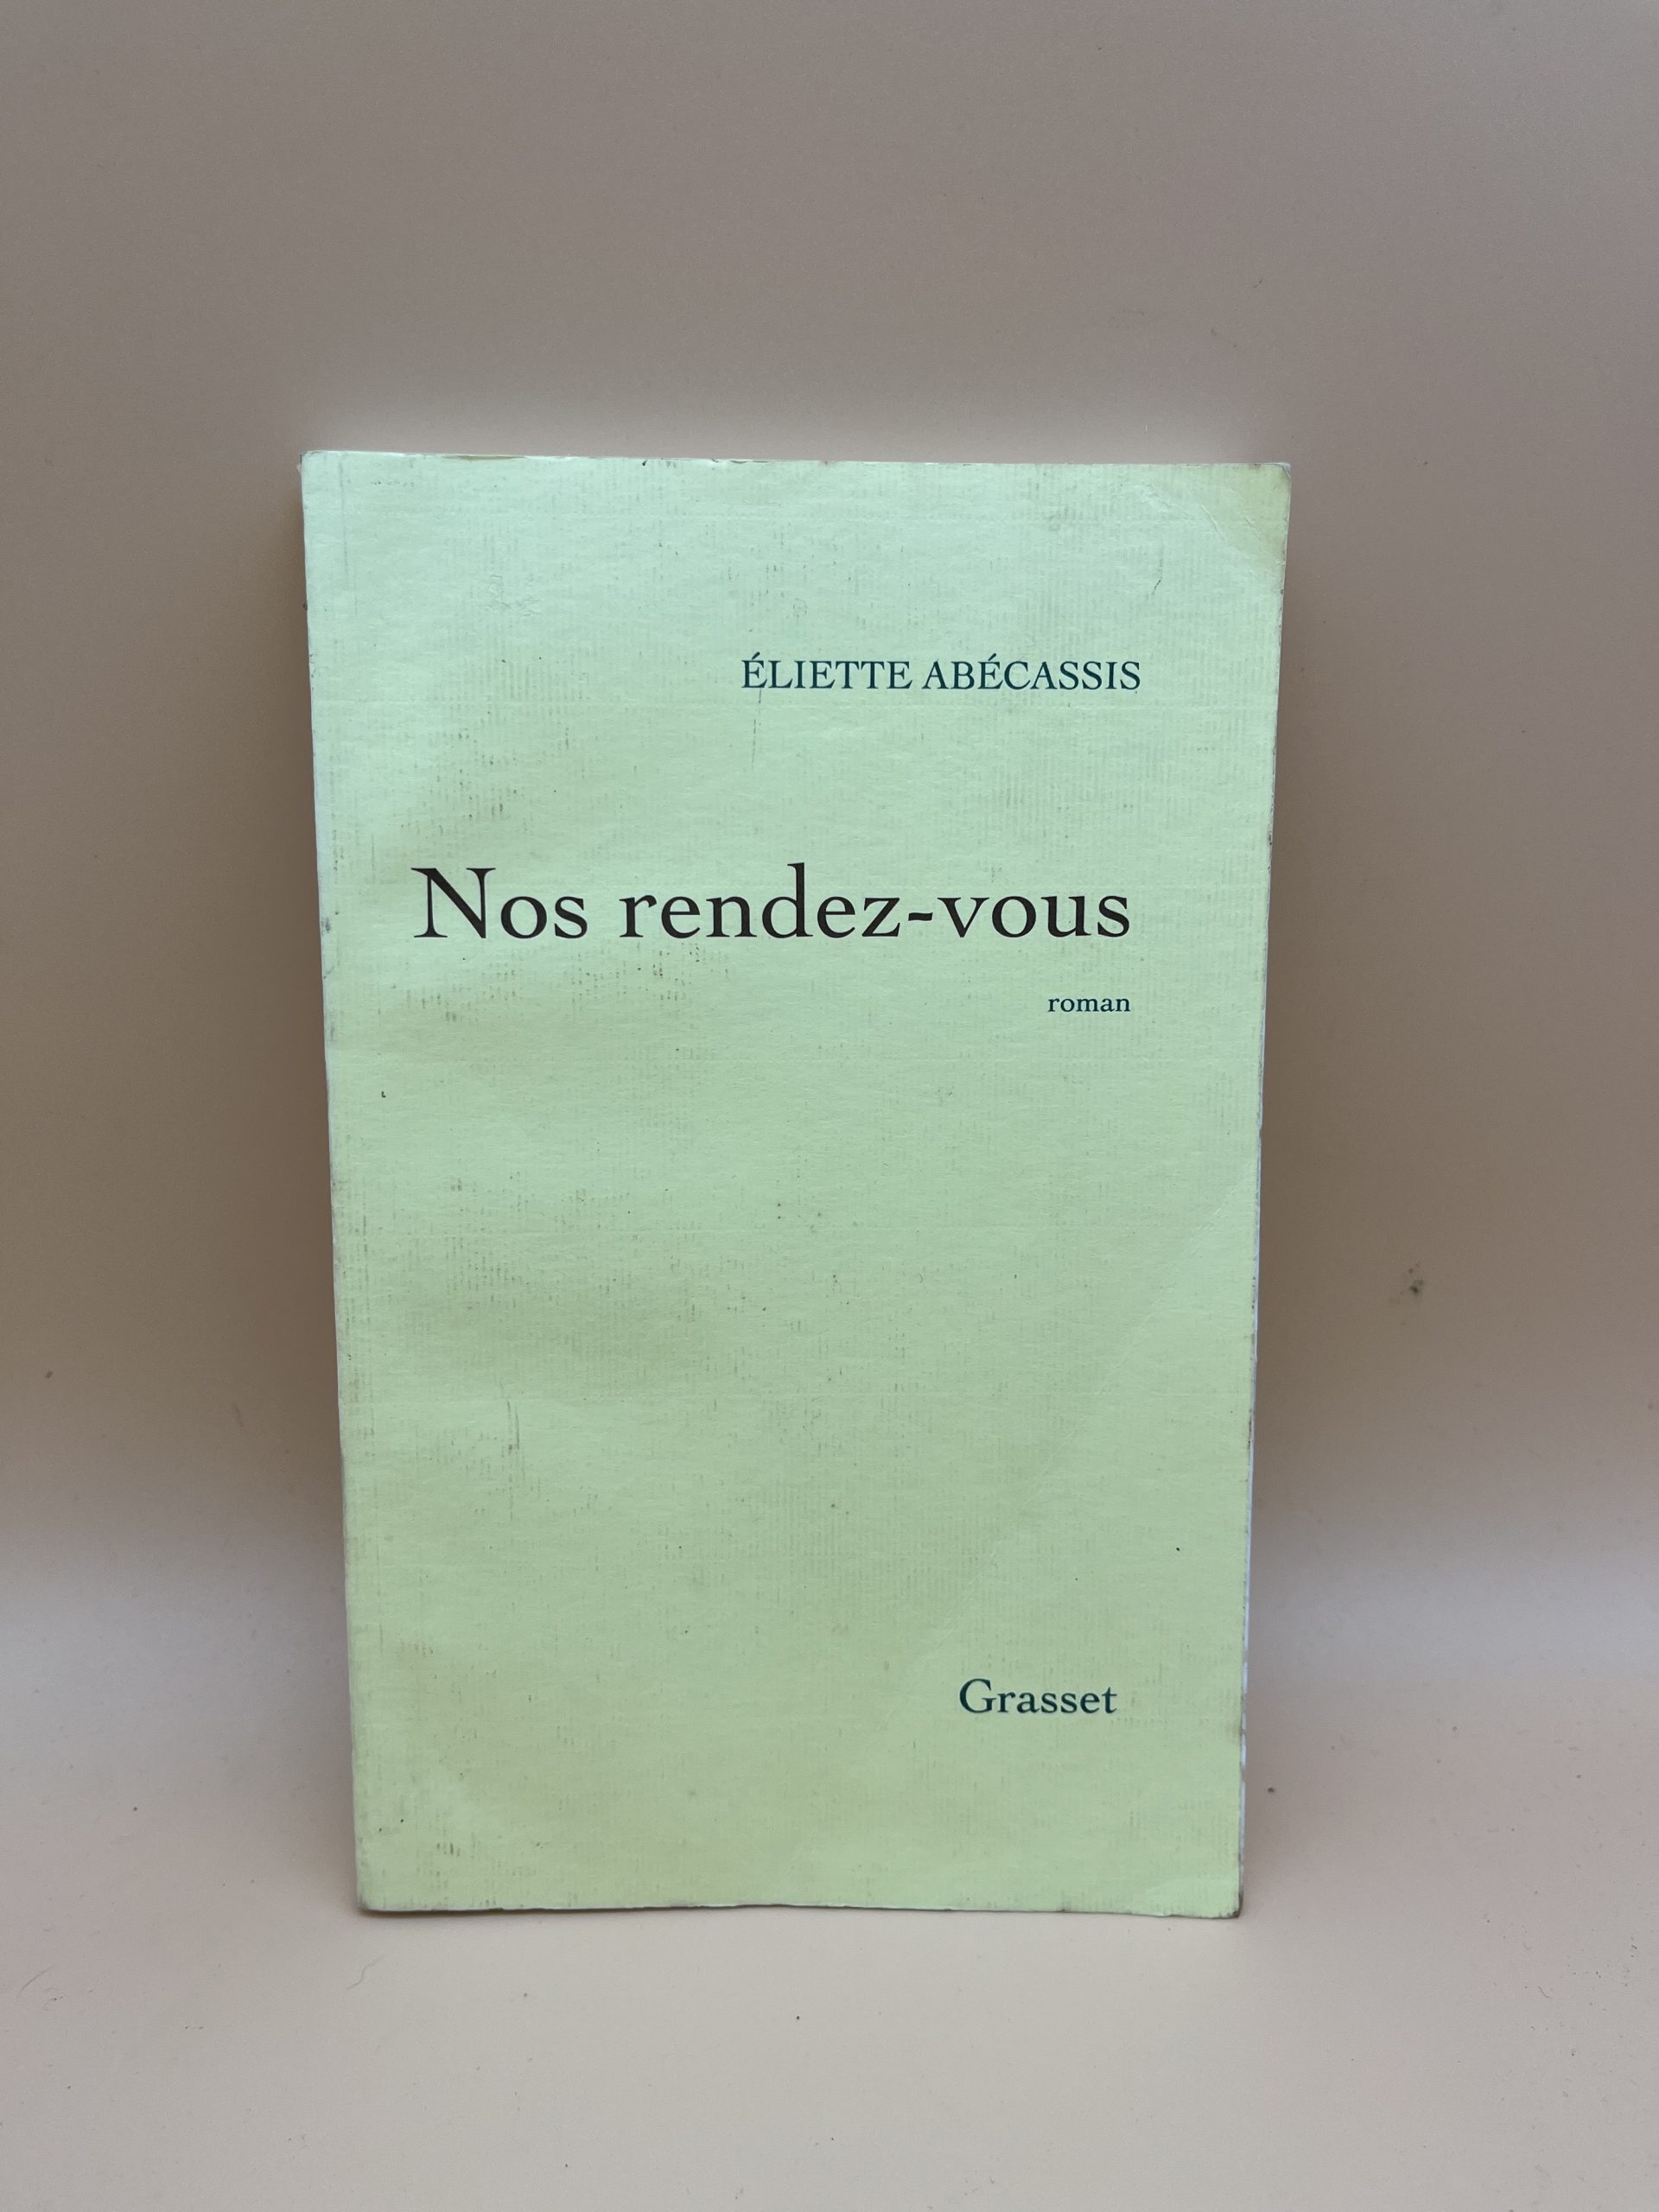 ÉLIETTE ABÉCASSIS
Nos rendez-vous
roman
Grasset